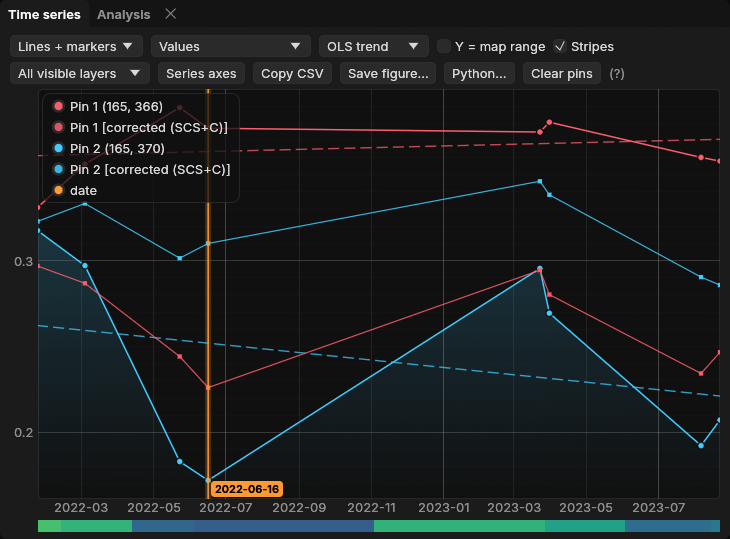 Time series Analysis
Lines + markers Values OLS trend Y = map range Stripes
All visible layers Series axes Copy CSV Save figure... Python... Clear pins (?)
Pin 1 (165, 366)
Pin 1 [corrected (SCS+C)]
Pin 2 (165, 370)
Pin 2 [corrected (SCS+C)]
date
0.3
0.2
2022-06-16
2022-03 2022-05 2022-07 2022-09 2022-11 2023-01 2023-03 2023-05 2023-07